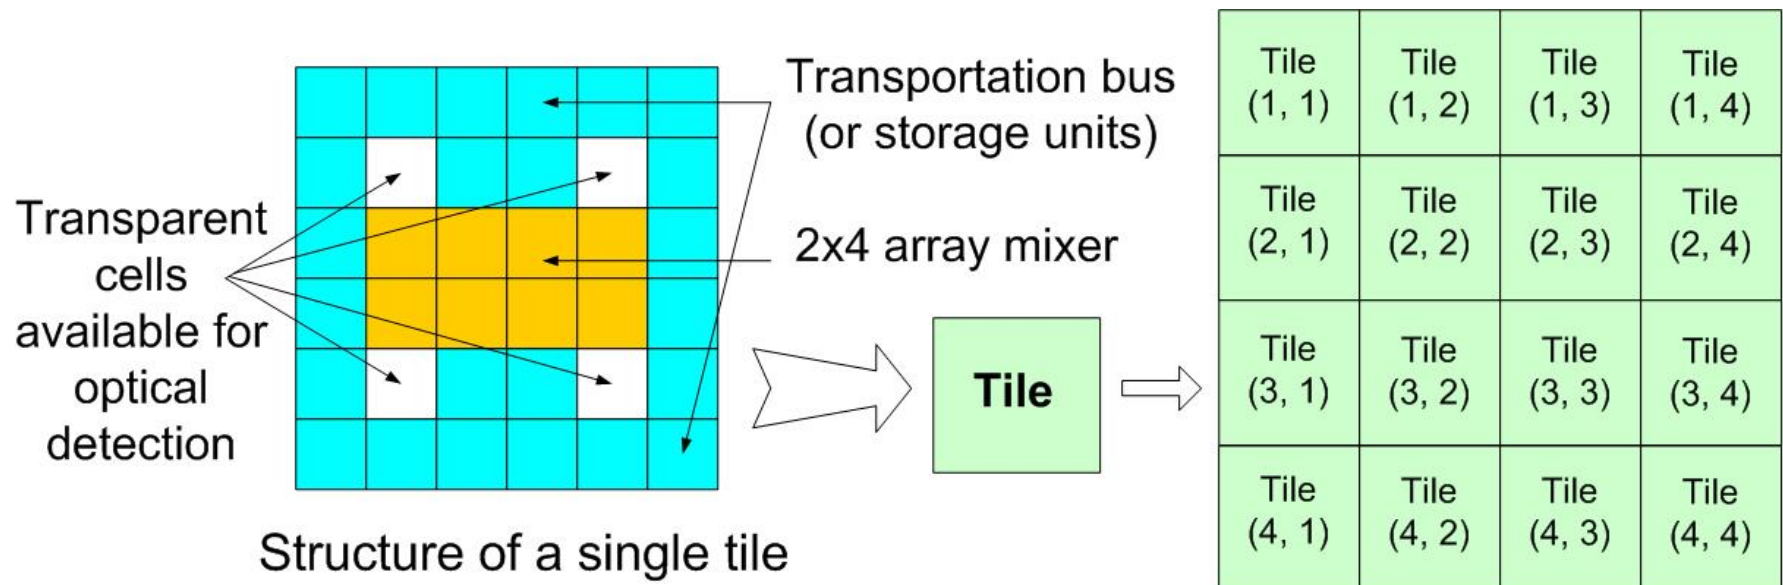 Transparent
cells
available for
optical
detection
Transportation bus
(or storage units)
2x4 array mixer
Structure of a single tile
Tile
Tile
(1, 1)
Tile
(1, 2)
Tile
(1, 3)
Tile
(1, 4)
Tile
(2, 1)
Tile
(2, 2)
Tile
(2, 3)
Tile
(2, 4)
Tile
(3, 1)
Tile
(3, 2)
Tile
(3, 3)
Tile
(3, 4)
Tile
(4, 1)
Tile
(4, 2)
Tile
(4, 3)
Tile
(4, 4)